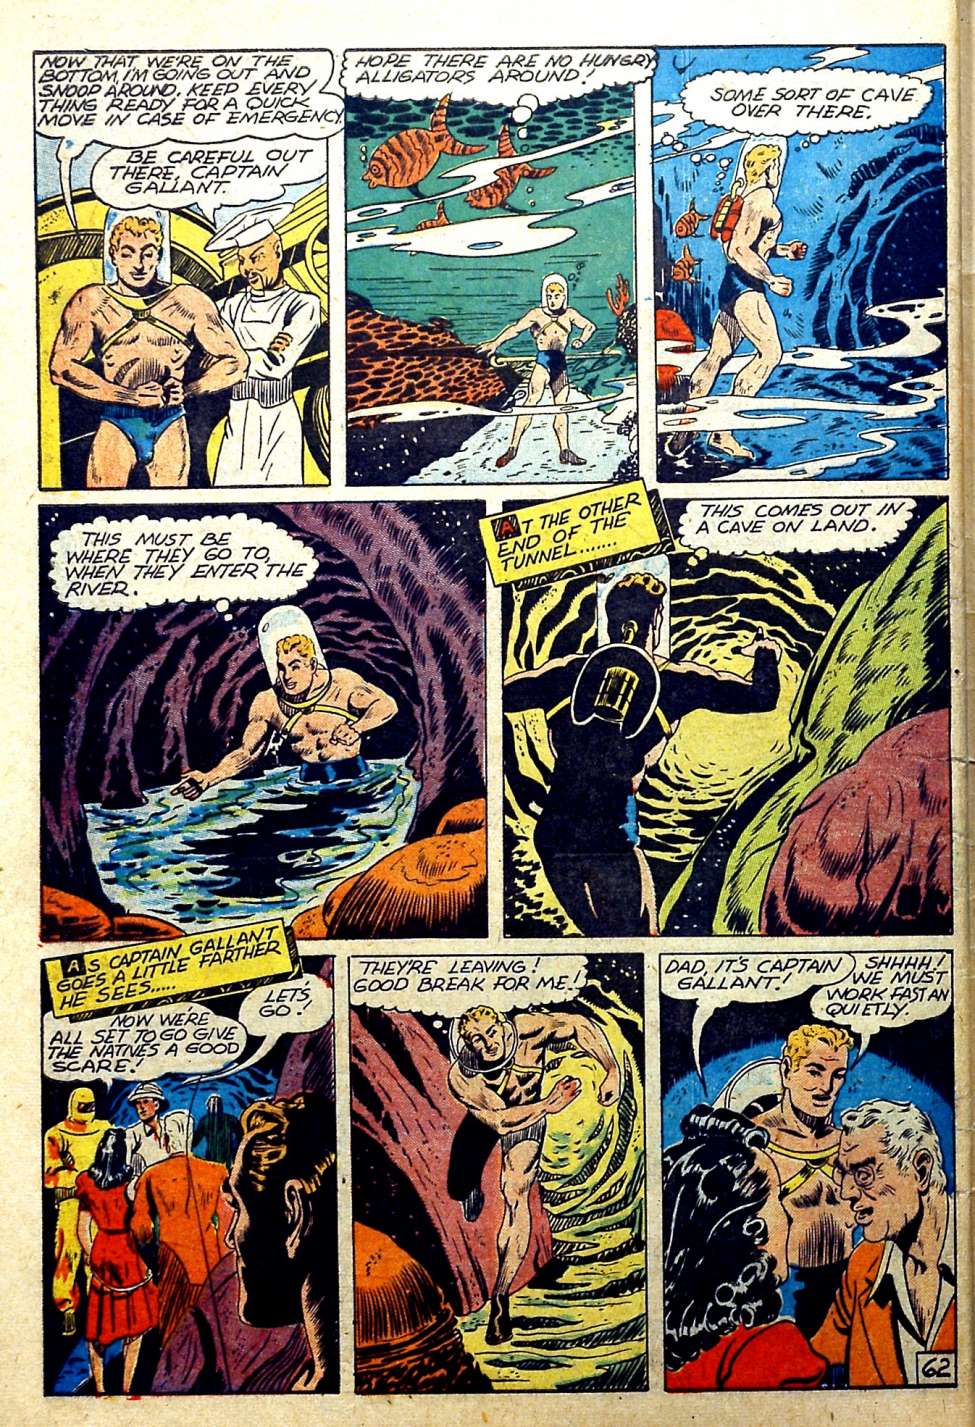 NOW THAT WE'RE ON THE
BOTTOM, I'M GOING OUT AND
SNOOP AROUND. KEEP EVERY
THING READY FOR A QUICK
MOVE IN CASE OF EMERGENCY.
BE CAREFUL OUT
THERE, CAPTAIN
GALLANT.
HOPE THERE ARE NO HUNGRY
ALLIGATORS AROUND!
SOME SORT OF CAVE
OVER THERE.
THIS MUST BE
WHERE THEY GO TO,
WHEN THEY ENTER THE
RIVER.
AT THE OTHER
END OF THE
TUNNEL.......
THIS COMES OUT IN
A CAVE ON LAND.
AS CAPTAIN GALLANT
GOES A LITTLE FARTHER
HE SEES.....
NOW WE'RE
ALL SET TO GO GIVE
THE NATIVES A GOOD
SCARE!
LET'S
GO!
THEY'RE LEAVING!
GOOD BREAK FOR ME!
DAD, IT'S CAPTAIN
GALLANT!
SHHHH!
WE MUST
WORK FAST AN
QUIETLY.
62